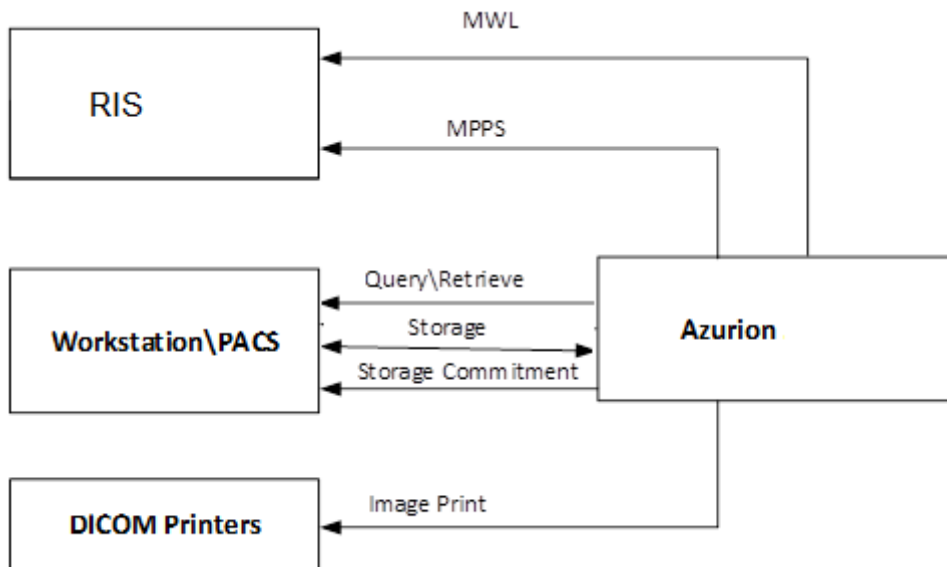 MWL
RIS
MPPS
Query\Retrieve
Storage
Workstation\PACS
Azurion
Storage Commitment
Image Print
DICOM Printers